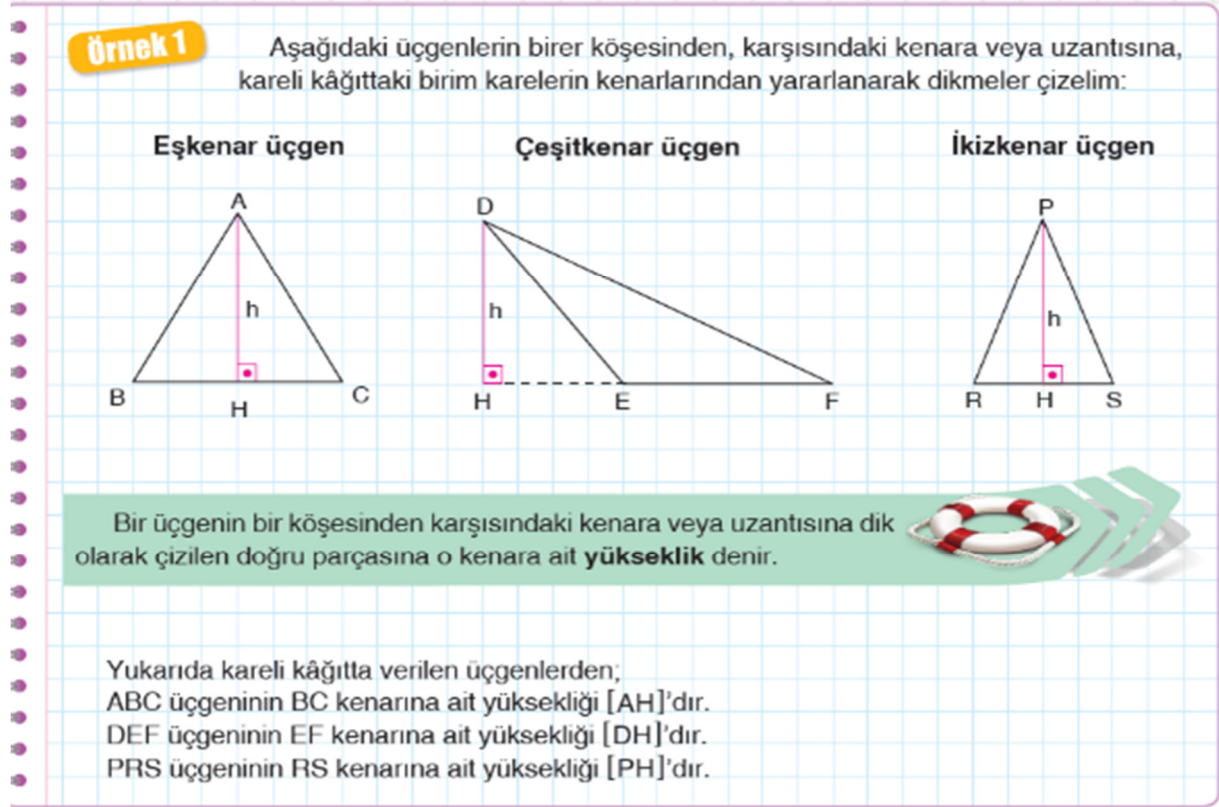 Örnek 1
Aşağıdaki üçgenlerin birer köşesinden, karşısındaki kenara veya uzantısına,
kareli kâğıttaki birim karelerin kenarlarından yararlanarak dikmeler çizelim:
Eşkenar üçgen
Çeşitkenar üçgen
İkizkenar üçgen
A
D
P
h
h
h
B
H
C
H
E
F
R
H
S
Bir üçgenin bir köşesinden karşısındaki kenara veya uzantısına dik
olarak çizilen doğru parçasına o kenara ait yükseklik denir.
Yukarıda kareli kâğıtta verilen üçgenlerden;
ABC üçgeninin BC kenarına ait yüksekliği [AH]'dır.
DEF üçgeninin EF kenarına ait yüksekliği [DH]'dır.
PRS üçgeninin RS kenarına ait yüksekliği [PH]'dır.